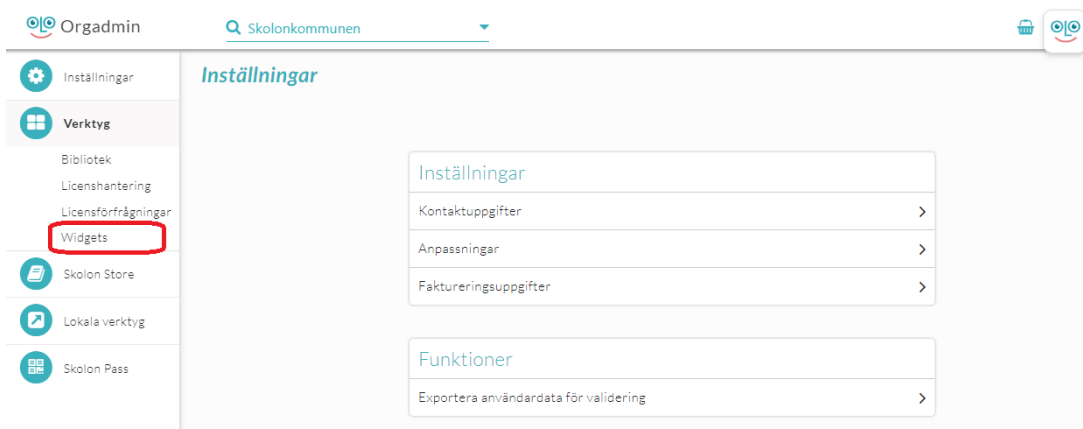 Orgadmin
Skolonkommunen
Inställningar
Verktyg
Bibliotek
Licenshantering
Licensförfrågningar
Widgets
Skolon Store
Lokala verktyg
Skolon Pass
Inställningar
Inställningar
Kontaktuppgifter
Anpassningar
Faktureringsuppgifter
Funktioner
Exportera användardata för validering